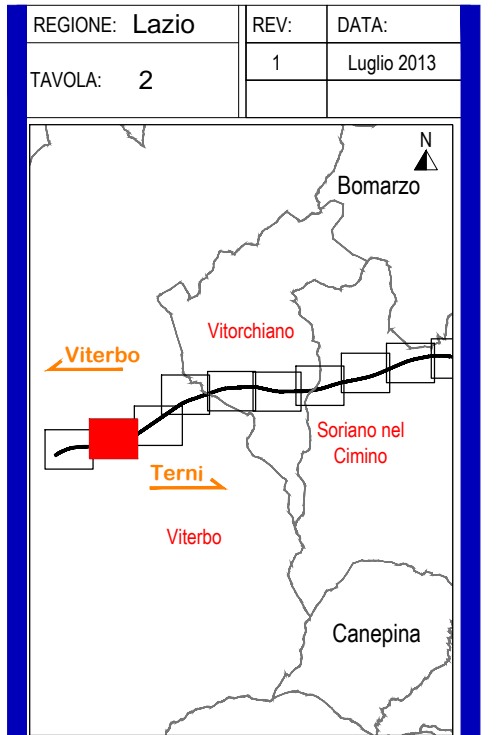 REGIONE: Lazio
REV:
DATA:
1
Luglio 2013
TAVOLA: 2
N
Bomarzo
Vitorchiano
Viterbo
Soriano nel
Cimino
Terni
Viterbo
Canepina